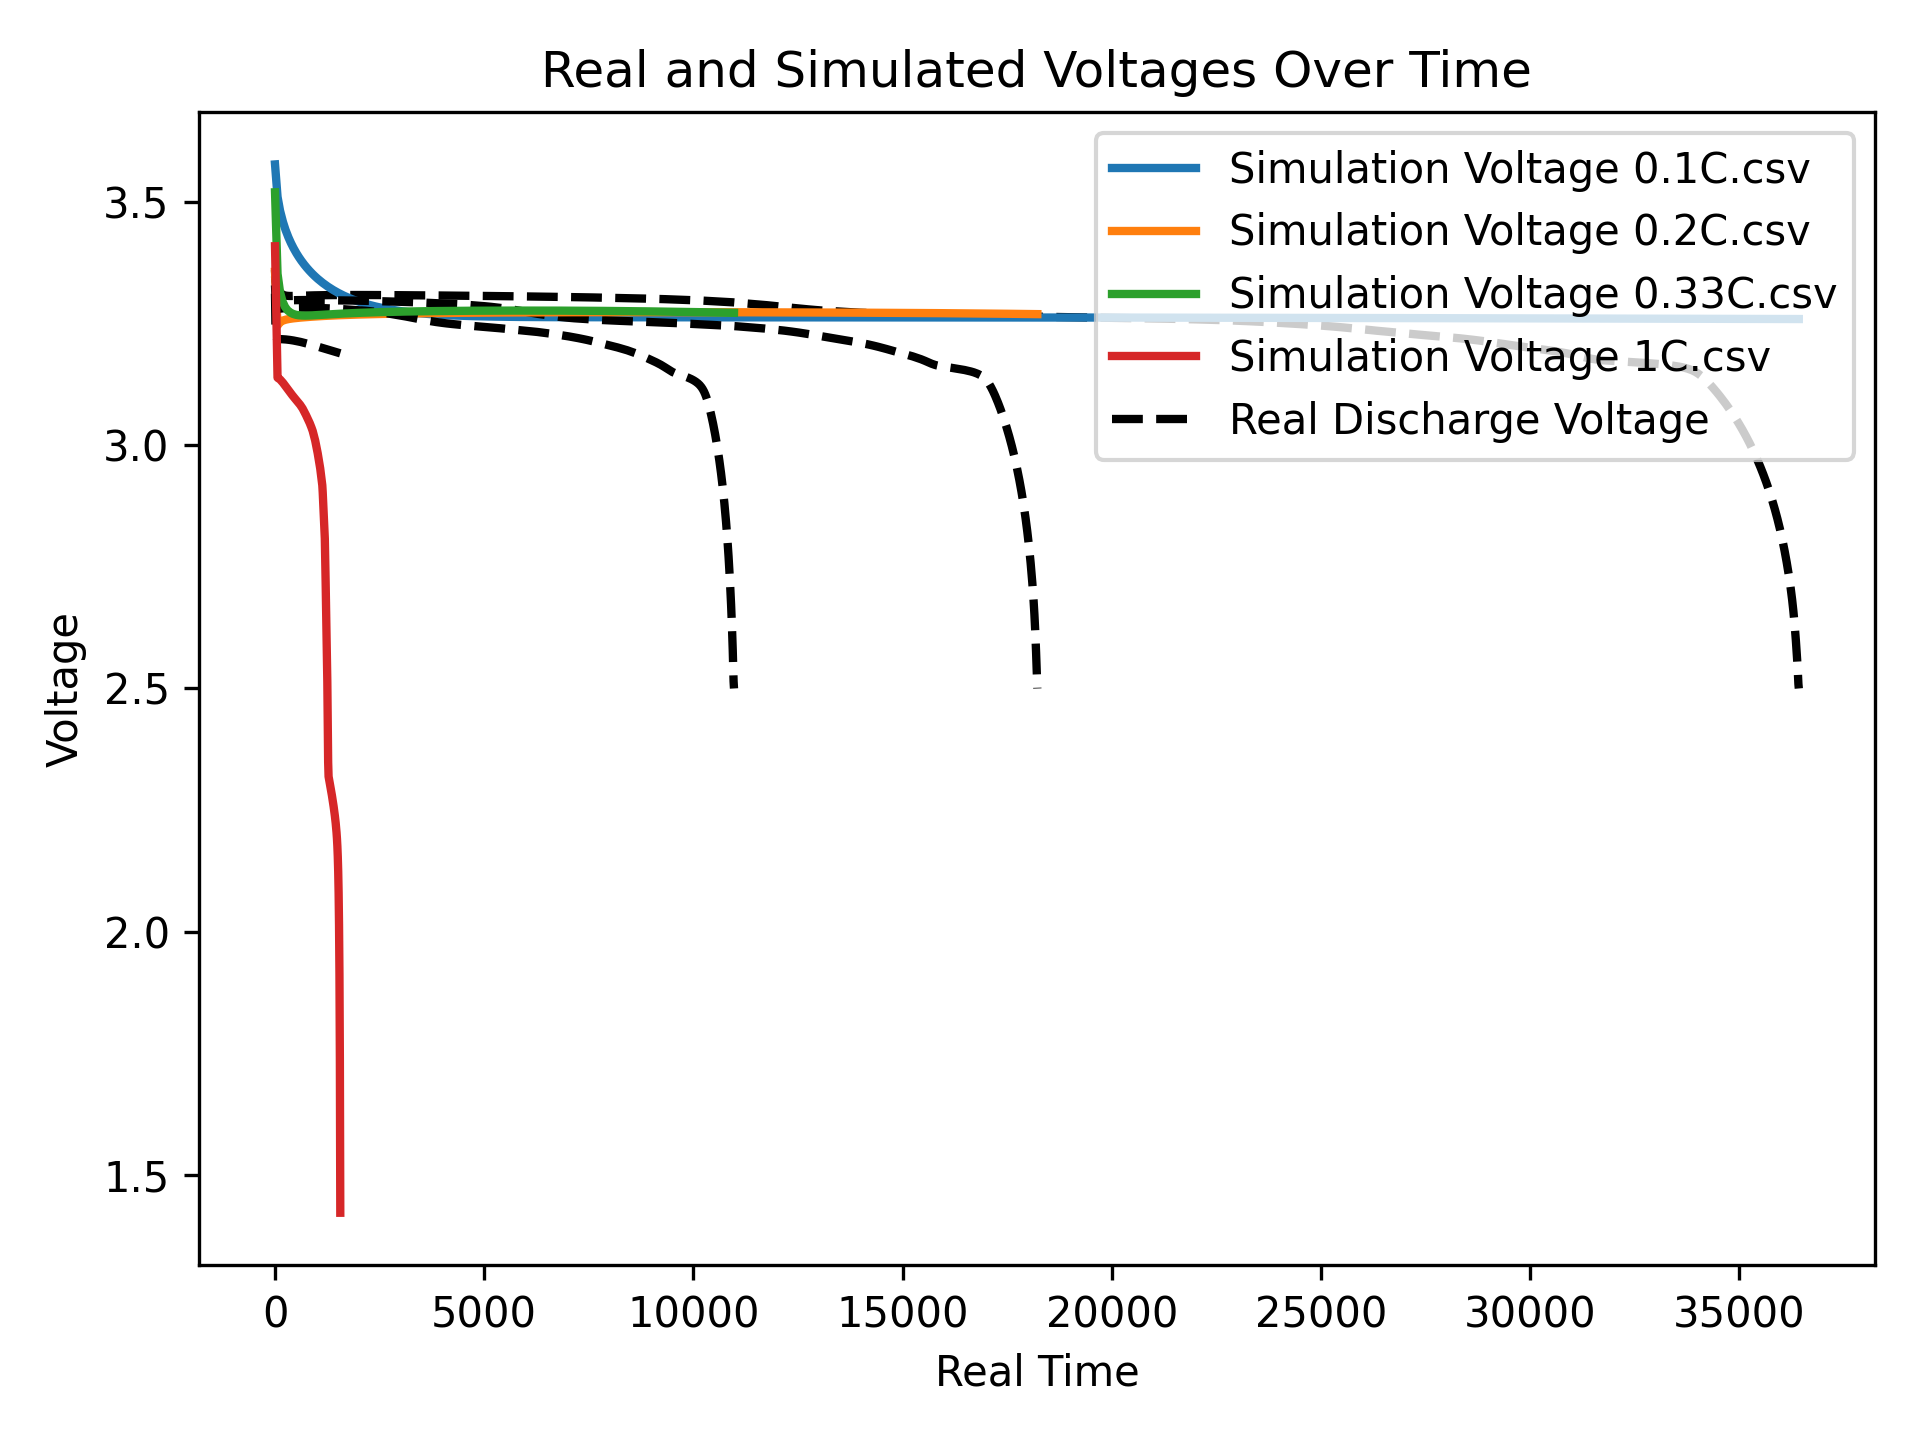 Real and Simulated Voltages Over Time
Simulation Voltage 0.1C.csv
Simulation Voltage 0.2C.csv
Simulation Voltage 0.33C.csv
Simulation Voltage 1C.csv
Real Discharge Voltage
3.5
3.0
2.5
2.0
1.5
Voltage
0 5000 10000 15000 20000 25000 30000 35000
Real Time